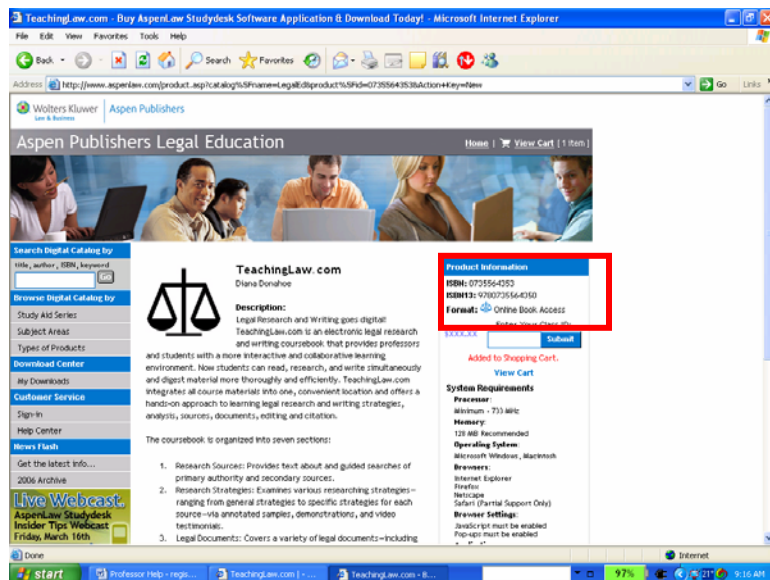 TeachingLaw.com - Buy AspenLaw Studydesk Software Application & Download Today! - Microsoft Internet Explorer
File Edit View Favorites Tools Help
Back Search Favorites
Address http://www.aspenlaw.com/product.asp?catalog%5Fname=LegalEd&product%5Fid=0735564353&Action+Key=New Go Links
Wolters Kluwer Aspen Publishers
Law & Business
Aspen Publishers Legal Education
Home | View Cart [ 1 item ]
Search Digital Catalog by
title, author, ISBN, keyword
Go
Browse Digital Catalog by
Study Aid Series
Subject Areas
Types of Products
Download Center
My Downloads
Customer Service
Sign-in
Help Center
News Flash
Get the latest info...
2006 Archive
Live Webcast.
AspenLaw Studydesk
Insider Tips Webcast
Friday, March 16th
TeachingLaw.com
Diana Donahoe
Description:
Legal Research and Writing goes digital!
TeachingLaw.com is an electronic legal research
and writing coursebook that provides professors
and students with a more interactive and collaborative learning
environment. Now students can read, research, and write simultaneously
and digest material more thoroughly and efficiently. TeachingLaw.com
integrates all course materials into one, convenient location and offers a
hands-on approach to learning legal research and writing strategies,
analysis, sources, documents, editing and citation.
The coursebook is organized into seven sections:
1. Research Sources: Provides text about and guided searches of
primary authority and secondary sources.
2. Research Strategies: Examines various researching strategies—
ranging from general strategies to specific strategies for each
source—via annotated samples, demonstrations, and video
testimonials.
3. Legal Documents: Covers a variety of legal documents—including
Product Information
ISBN: 0735564353
ISBN13: 9780735564350
Format: Online Book Access
Enter Your Class ID:
Submit
Added to Shopping Cart.
View Cart
System Requirements
Processor:
Minimum - 733 MHz
Memory:
128 MB Recommended
Operating System:
Microsoft Windows, Macintosh
Browsers:
Internet Explorer
Firefox
Netscape
Safari (Partial Support Only)
Browser Settings:
JavaScript must be enabled
Pop-ups must be enabled
Done Internet
start Professor Help - regis... TeachingLaw.com | - ... TeachingLaw.com - B... 97% 21° 9:16 AM